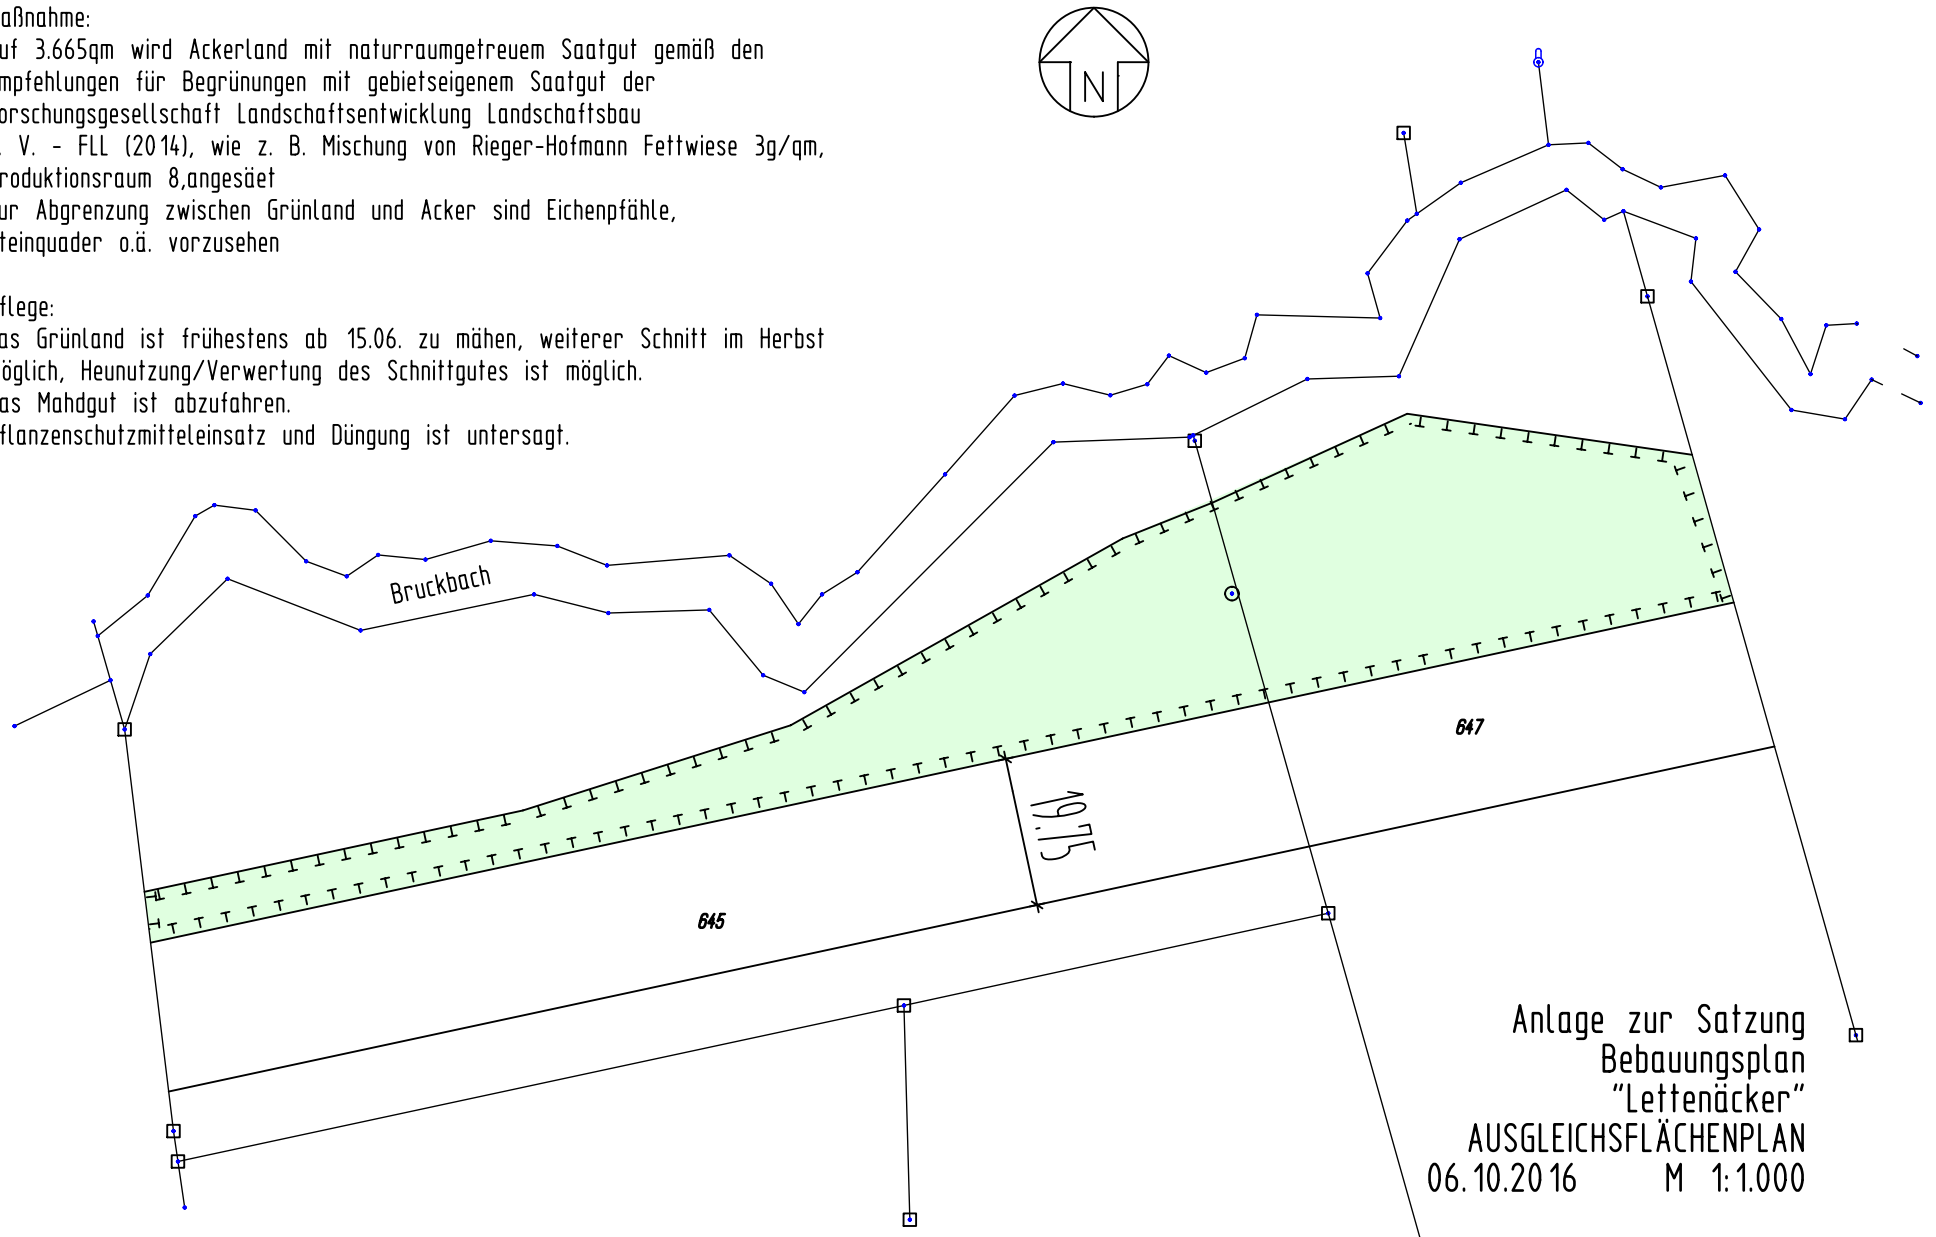 aßnahme:
uf 3.665qm wird Ackerland mit naturraumgetreuem Saatgut gemäß den
mpfehlungen für Begrünungen mit gebietseigenem Saatgut der
orschungsgesellschaft Landschaftsentwicklung Landschaftsbau
. V. - FLL (2014), wie z. B. Mischung von Rieger-Hofmann Fettwiese 3g/qm,
roduktionsraum 8,angesäet
ur Abgrenzung zwischen Grünland und Acker sind Eichenpfähle,
teinquader o.ä. vorzusehen
flege:
as Grünland ist frühestens ab 15.06. zu mähen, weiterer Schnitt im Herbst
öglich, Heunutzung/Verwertung des Schnittgutes ist möglich.
as Mahdgut ist abzufahren.
flanzenschutzmitteleinsatz und Düngung ist untersagt.
N
Bruckbach
647
19.75
645
Anlage zur Satzung
Bebauungsplan
"Lettenäcker"
AUSGLEICHSFLÄCHENPLAN
06.10.2016 M 1:1.000